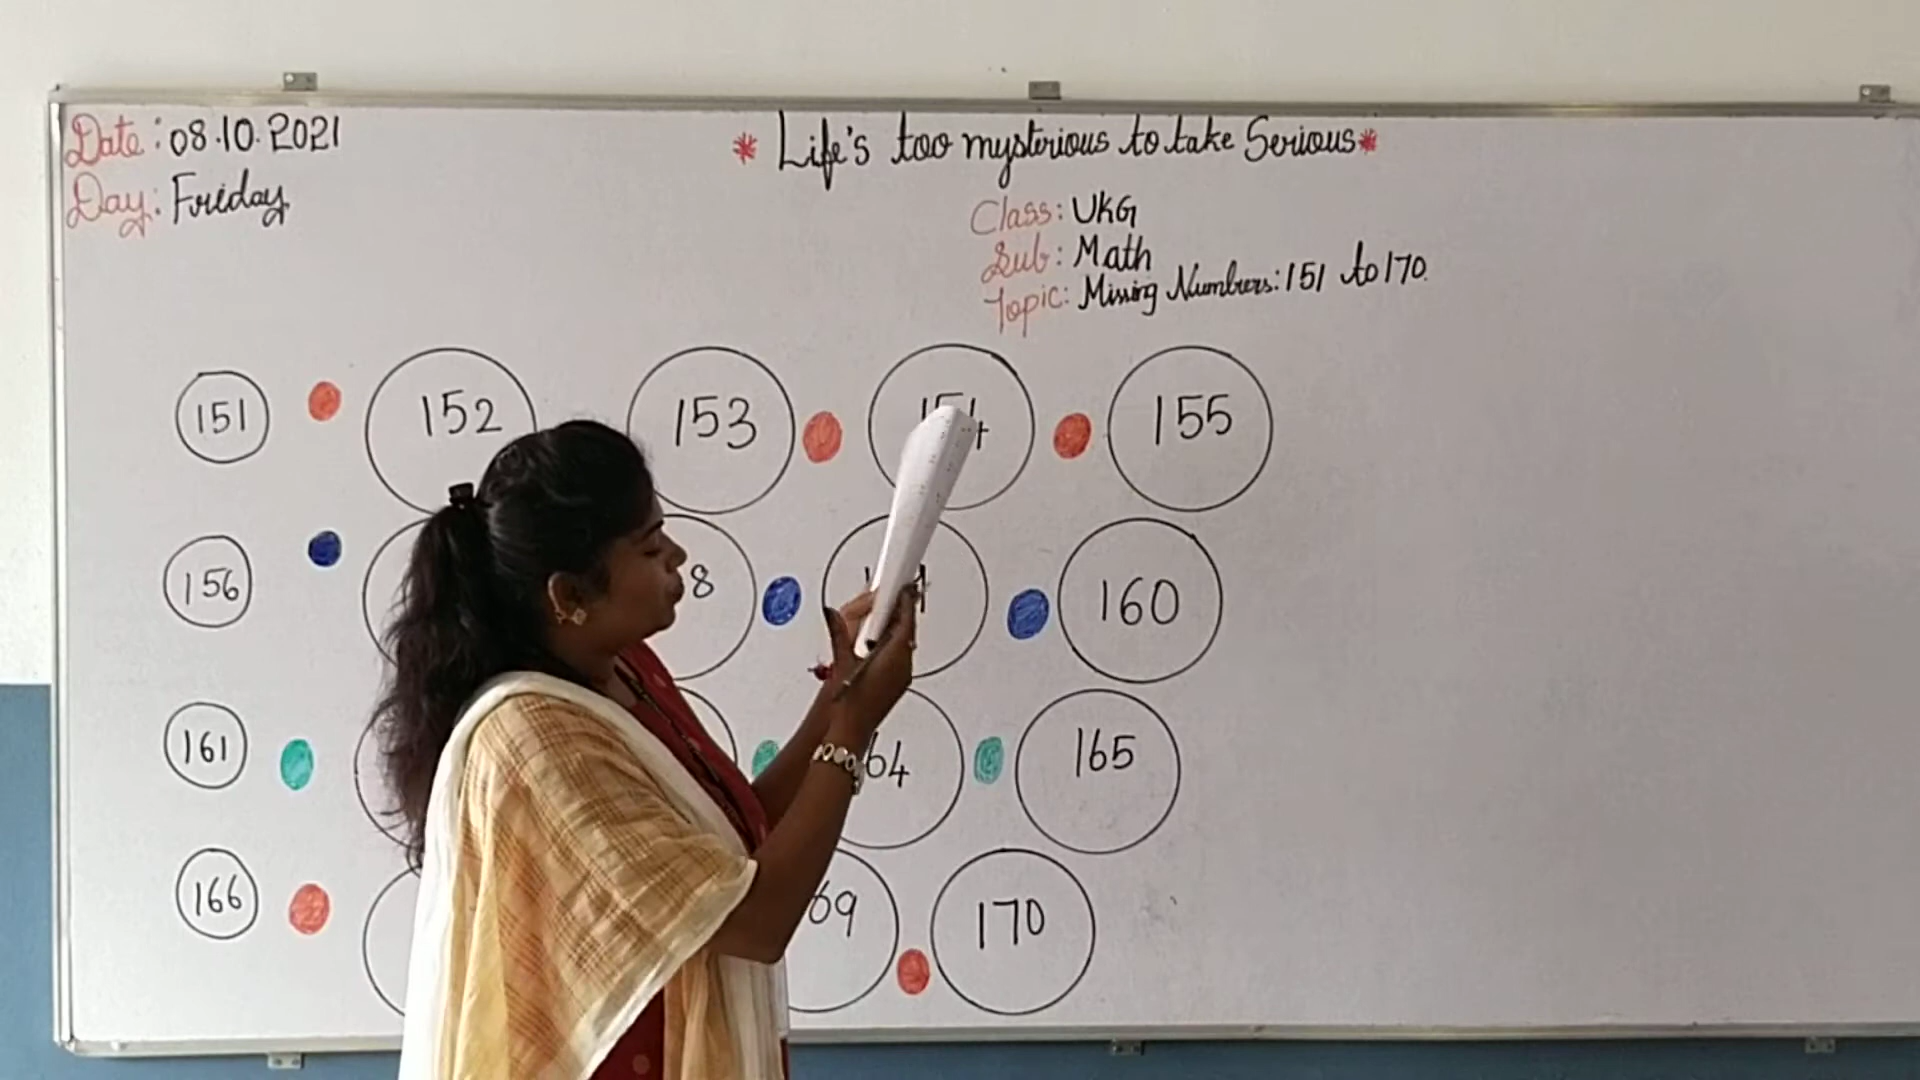 Date: 08.10.2021
* Life's too mysterious to take Serious *
Day: Friday
Class: UKG
Sub: Math
Topic: Missing Numbers: 151 to 170.
151 152 153 154 155
156 8 160
161 64 165
166 69 170